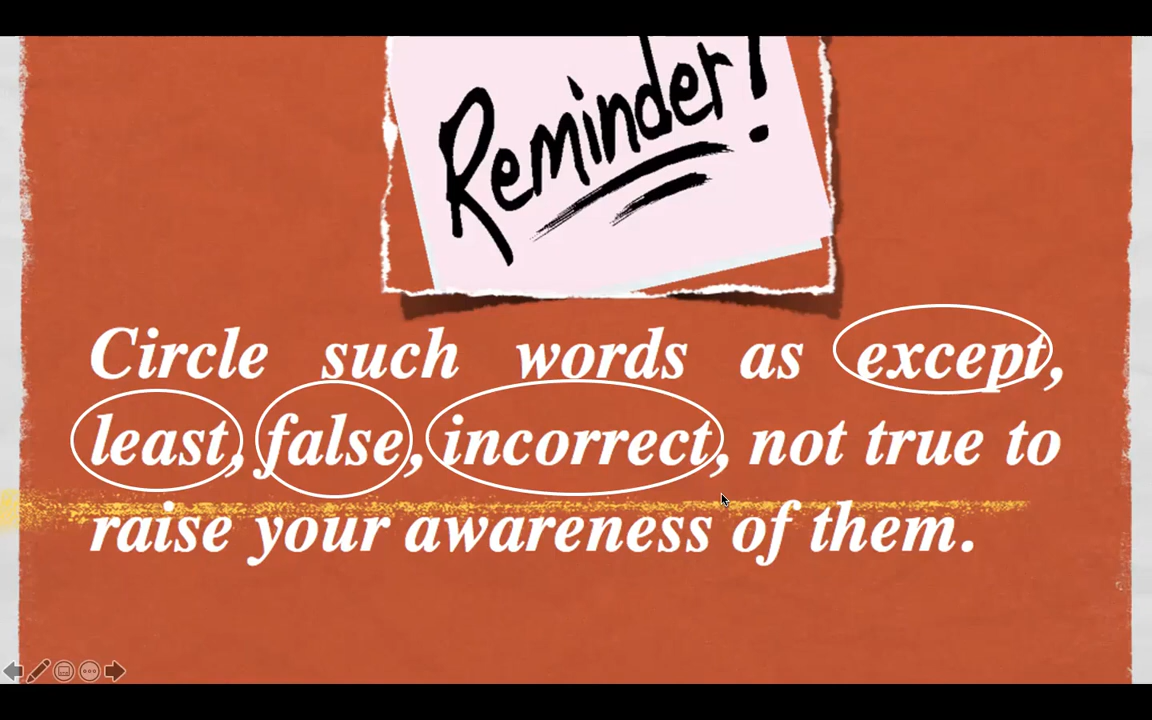 Reminder!
Circle such words as except,
least, false, incorrect, not true to
raise your awareness of them.